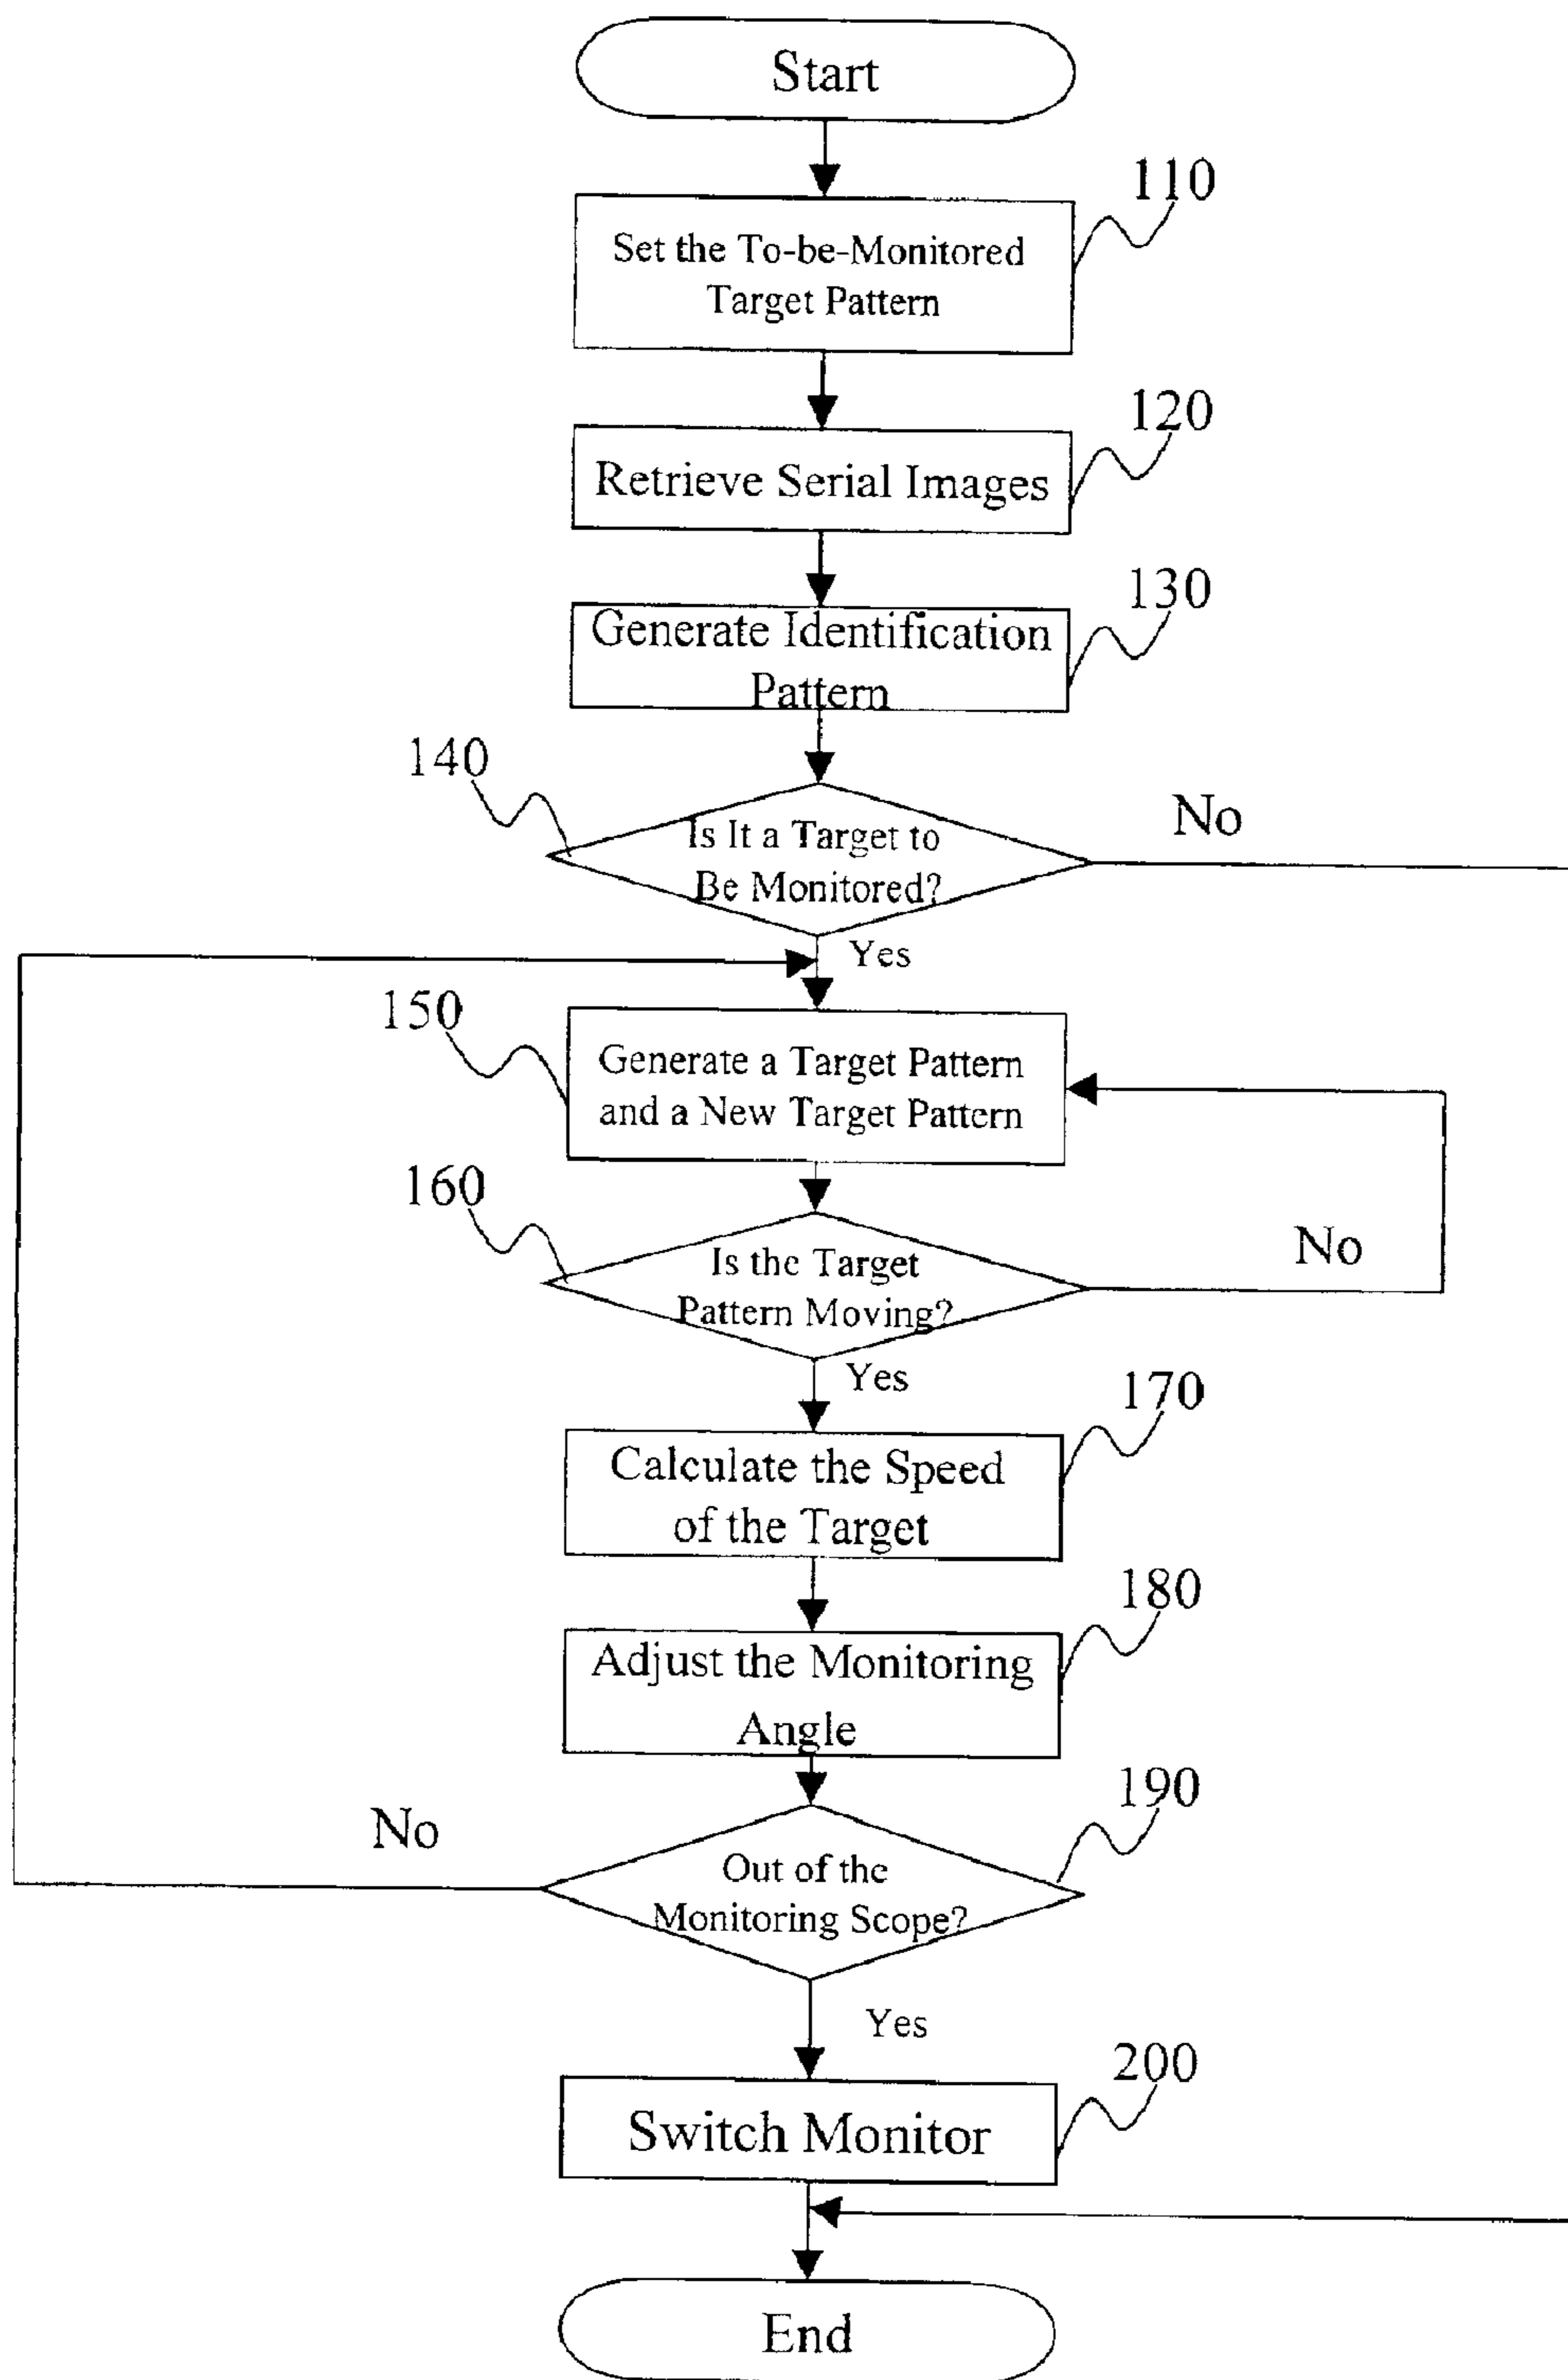 Start
110
Set the To-be-Monitored
Target Pattern
120
Retrieve Serial Images
130
Generate Identification
Pattern
140
Is It a Target to
Be Monitored?
No
Yes
150
Generate a Target Pattern
and a New Target Pattern
160
Is the Target
Pattern Moving?
No
Yes
170
Calculate the Speed
of the Target
180
Adjust the Monitoring
Angle
190
No
Out of the
Monitoring Scope?
Yes
200
Switch Monitor
End